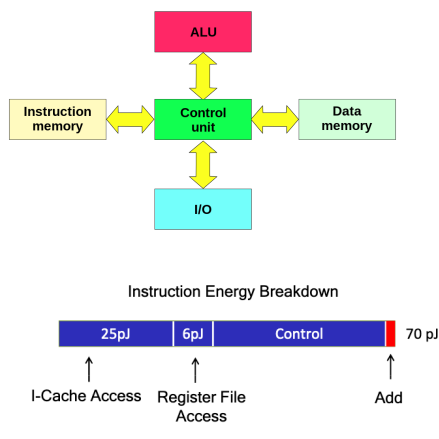 ALU
Instruction
memory
Control
unit
Data
memory
I/O
Instruction Energy Breakdown
25pJ
6pJ
Control
70 pJ
I-Cache Access
Register File
Access
Add